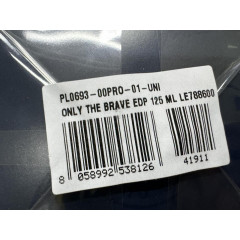 PL0693-00PRO-01-UNI
ONLY THE BRAVE EDP 125 ML LE788600
41911
8 058992 538126